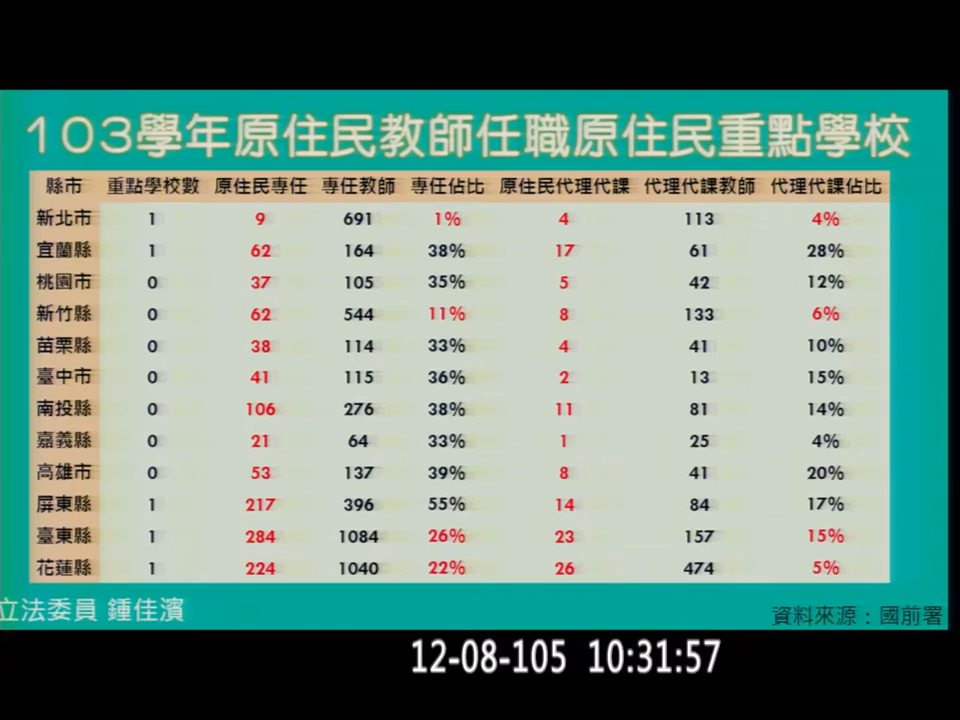 103學年原住民教師任職原住民重點學校
縣市 重點學校數 原住民專任 專任教師 專任佔比 原住民代理代課 代理代課教師 代理代課佔比
新北市 1 9 691 1% 4 113 4%
宜蘭縣 1 62 164 38% 17 61 28%
桃園市 0 37 105 35% 5 42 12%
新竹縣 0 62 544 11% 8 133 6%
苗栗縣 0 38 114 33% 4 41 10%
臺中市 0 41 115 36% 2 13 15%
南投縣 0 106 276 38% 11 81 14%
嘉義縣 0 21 64 33% 1 25 4%
高雄市 0 53 137 39% 8 41 20%
屏東縣 1 217 396 55% 14 84 17%
臺東縣 1 284 1084 26% 23 157 15%
花蓮縣 1 224 1040 22% 26 474 5%
立法委員 鍾佳濱
資料來源：國前署
12-08-105 10:31:57